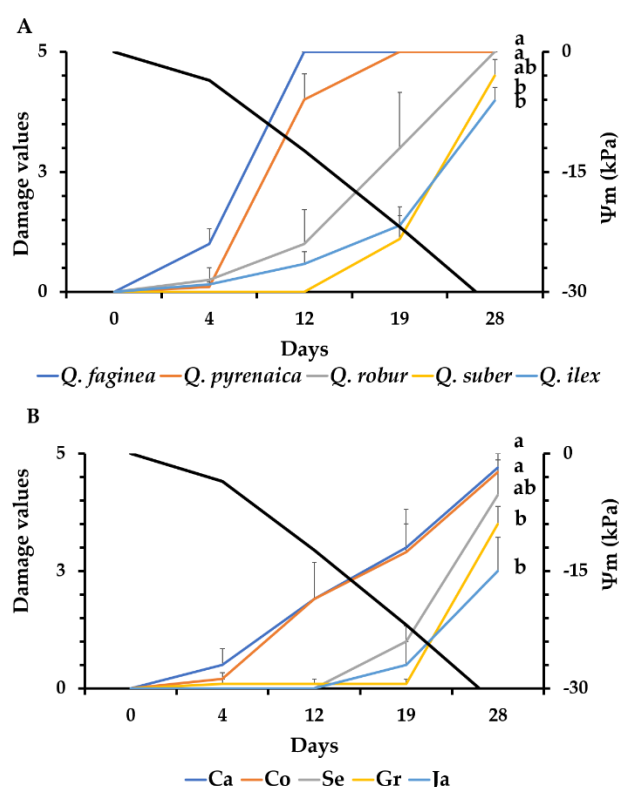 A
5
3
0
Damage values
0
-15
-30
Ψm (kPa)
a
a
ab
b
b
0 4 12 19 28
Days
Q. faginea Q. pyrenaica Q. robur Q. suber Q. ilex
B
5
3
0
Damage values
0
-15
-30
Ψm (kPa)
a
a
ab
b
b
0 4 12 19 28
Days
Ca Co Se Gr Ja